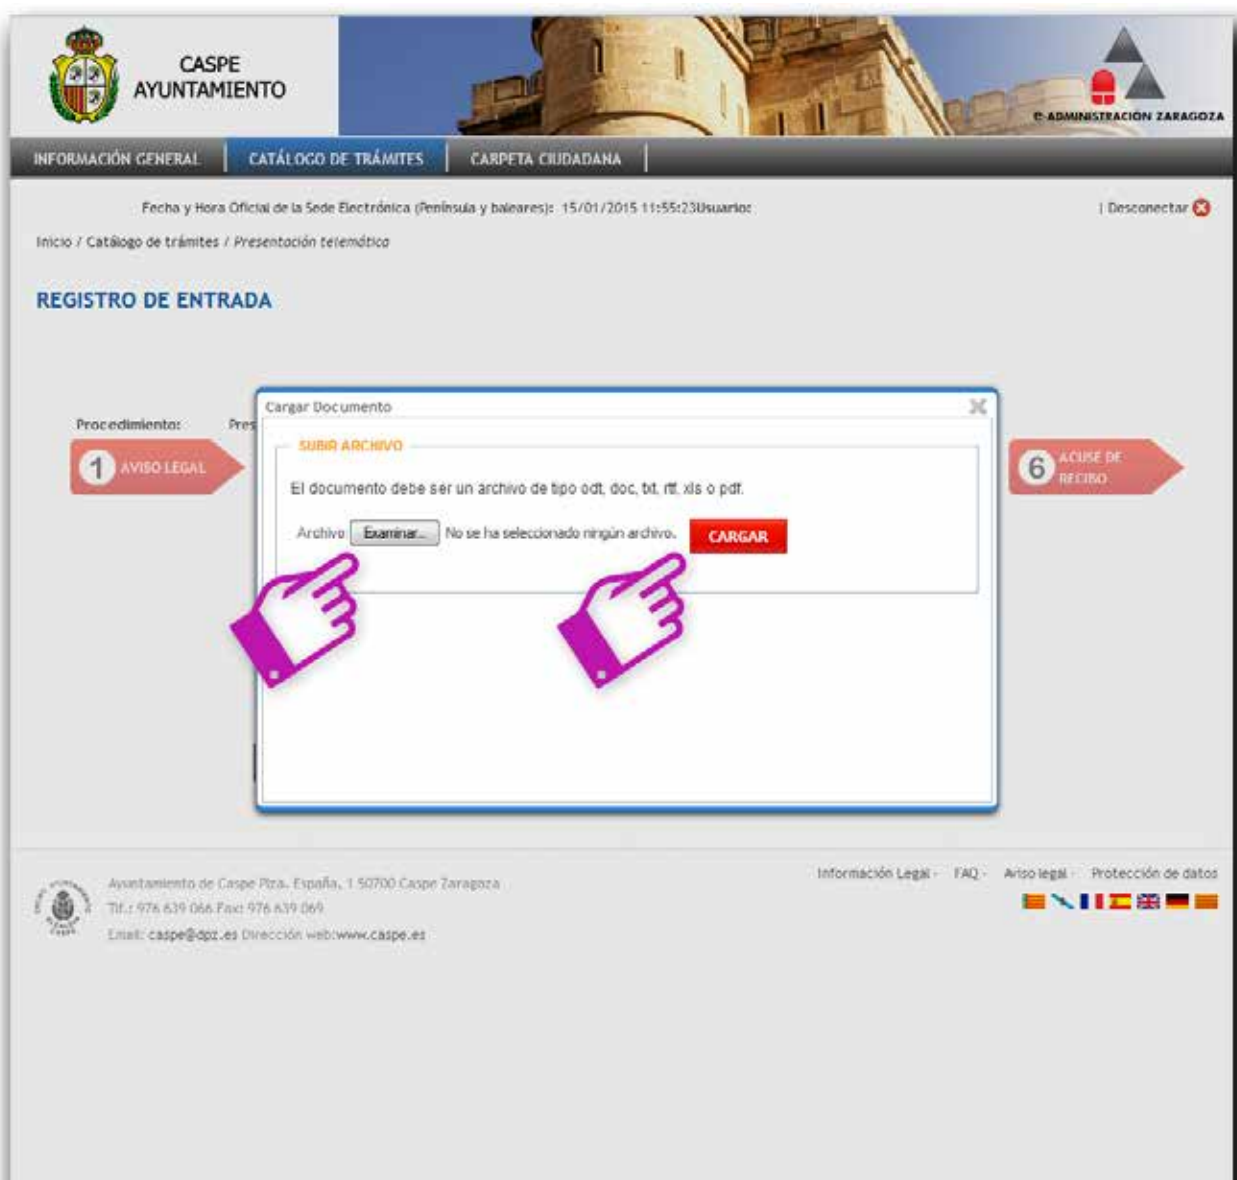 CASPE
AYUNTAMIENTO
e-ADMINISTRACIÓN ZARAGOZA
INFORMACIÓN GENERAL CATÁLOGO DE TRÁMITES CARPETA CIUDADANA
Fecha y Hora Oficial de la Sede Electrónica (Península y baleares): 15/01/2015 11:55:23Usuario: | Desconectar
Inicio / Catálogo de trámites / Presentación telemática
REGISTRO DE ENTRADA
Cargar Documento
Procedimiento: Pres
SUBIR ARCHIVO
1 AVISO LEGAL
6 ACUSE DE
RECIBO
El documento debe ser un archivo de tipo odt, doc, txt, rtf, xls o pdf.
Archivo Examinar... No se ha seleccionado ningún archivo. CARGAR
Información Legal - FAQ - Aviso legal - Protección de datos
Ayuntamiento de Caspe Plza. España, 1 50700 Caspe Zaragoza
Tlf.: 976 639 066 Fax: 976 639 069
Email: caspe@dpz.es Dirección web:www.caspe.es